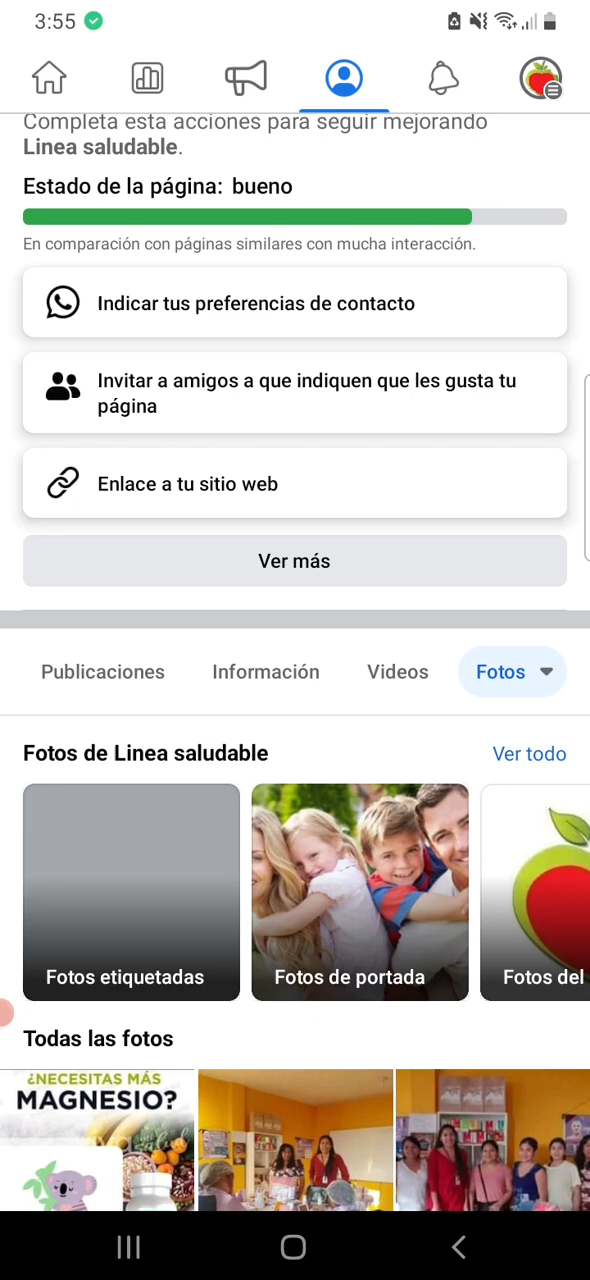 3:55
Completa esta acciones para seguir mejorando
Linea saludable.
Estado de la página: bueno
En comparación con páginas similares con mucha interacción.
Indicar tus preferencias de contacto
Invitar a amigos a que indiquen que les gusta tu
página
Enlace a tu sitio web
Ver más
Publicaciones Información Videos Fotos
Fotos de Linea saludable Ver todo
Fotos etiquetadas Fotos de portada Fotos del
Todas las fotos
¿NECESITAS MÁS
MAGNESIO?